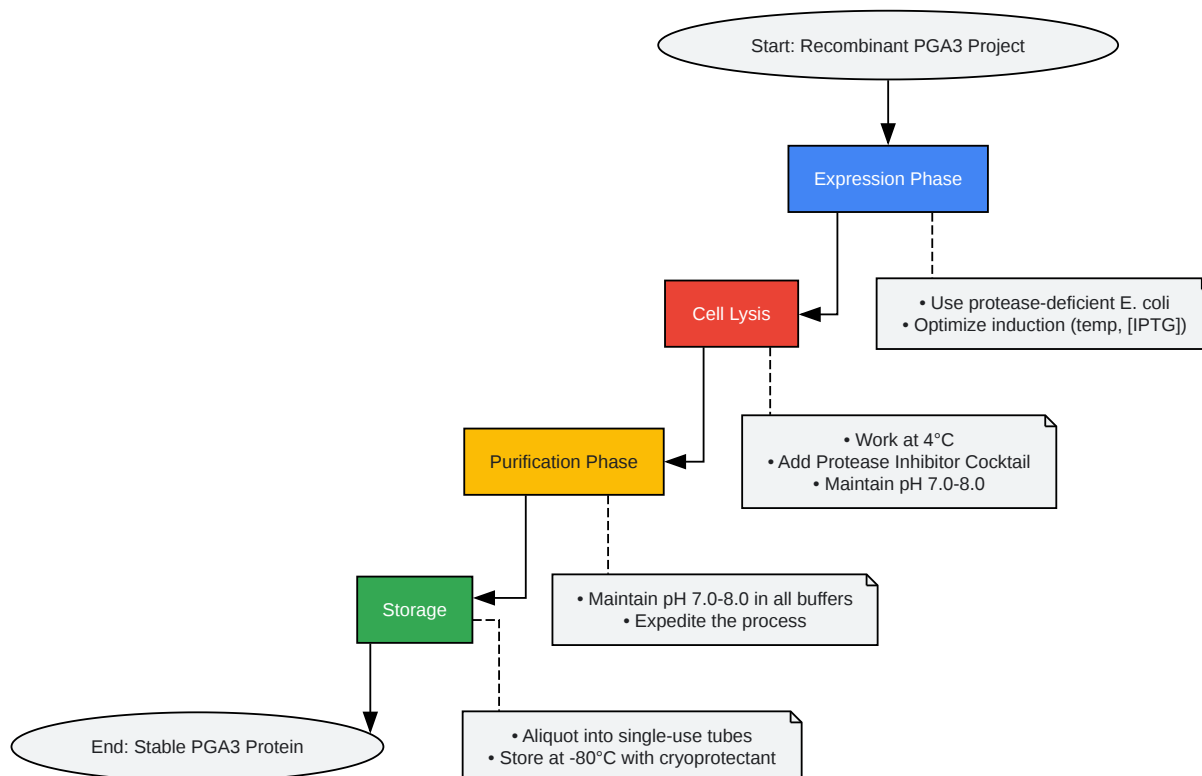 Start: Recombinant PGA3 Project
Expression Phase
• Use protease-deficient E. coli
• Optimize induction (temp, [IPTG])
Cell Lysis
• Work at 4°C
• Add Protease Inhibitor Cocktail
• Maintain pH 7.0-8.0
Purification Phase
• Maintain pH 7.0-8.0 in all buffers
• Expedite the process
Storage
• Aliquot into single-use tubes
• Store at -80°C with cryoprotectant
End: Stable PGA3 Protein